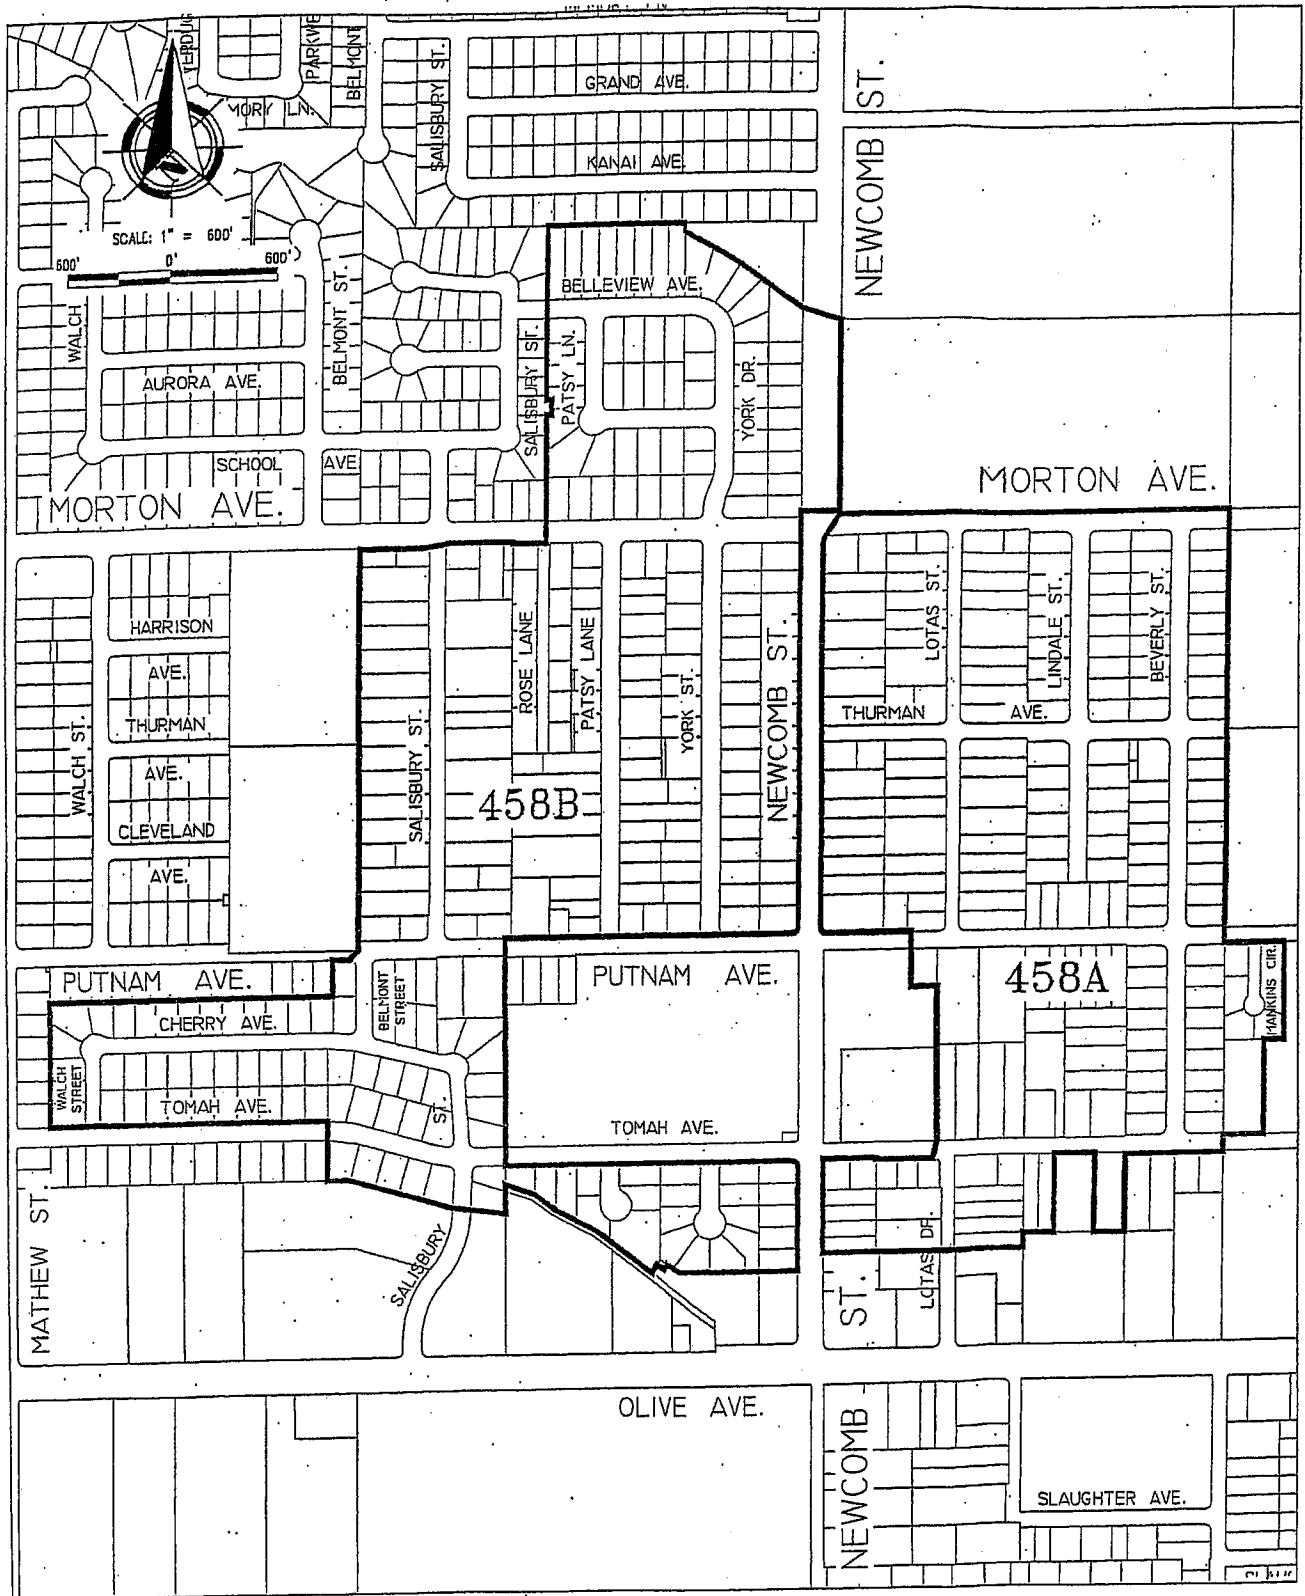 GRAND AVE.
ST.
SALISBURY ST.
BELMONT
MORY LN.
KANAI AVE.
NEWCOMB
SCALE: 1" = 600'
600' 0' 600'
BELLEVIEW AVE.
WALCH
BELMONT ST.
AURORA AVE.
SALISBURY ST.
PATSY LN.
YORK DR.
SCHOOL AVE
MORTON AVE.
MORTON AVE.
HARRISON
AVE.
THURMAN
AVE.
CLEVELAND
AVE.
WALCH ST.
SALISBURY ST.
ROSE LANE
PATSY LANE
YORK ST.
NEWCOMB ST.
LOTAS ST.
LINDALE ST.
BEVERLY ST.
THURMAN AVE.
458B
PUTNAM AVE.
BELMONT
STREET
PUTNAM AVE.
458A
MANKINS CIR.
CHERRY AVE.
WALCH
STREET
TOMAH AVE.
ST.
TOMAH AVE.
MATHEW ST.
SALISBURY
ST.
LOTAS DR.
OLIVE AVE.
NEWCOMB
SLAUGHTER AVE.